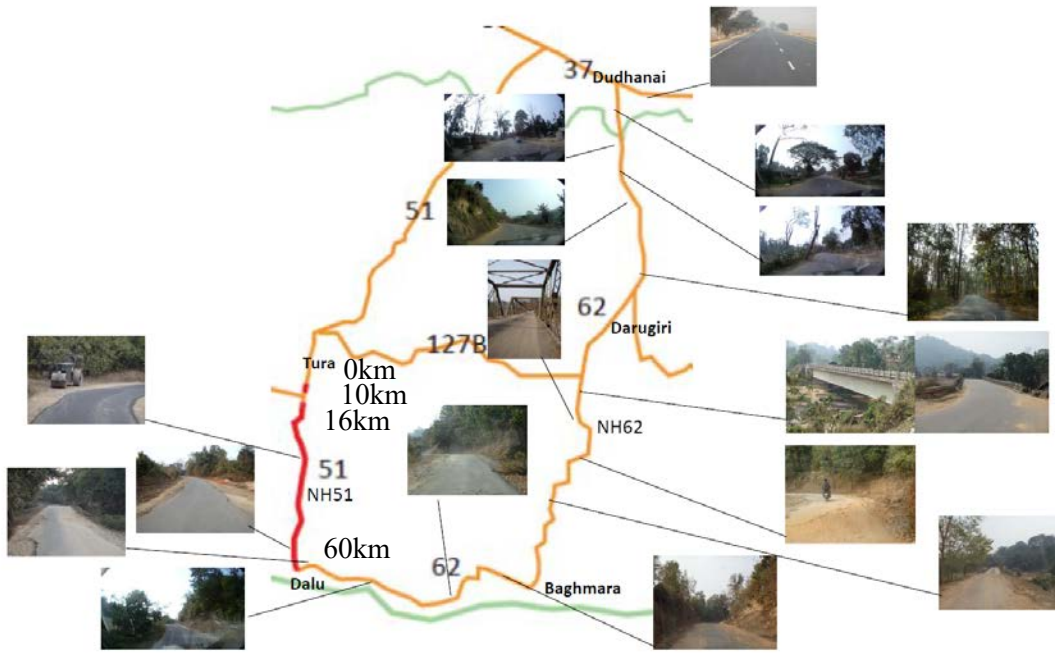 37
Dudhanai
51
62
Darugiri
127B
Tura
0km
10km
16km
NH62
51
NH51
60km
62
Dalu
Baghmara